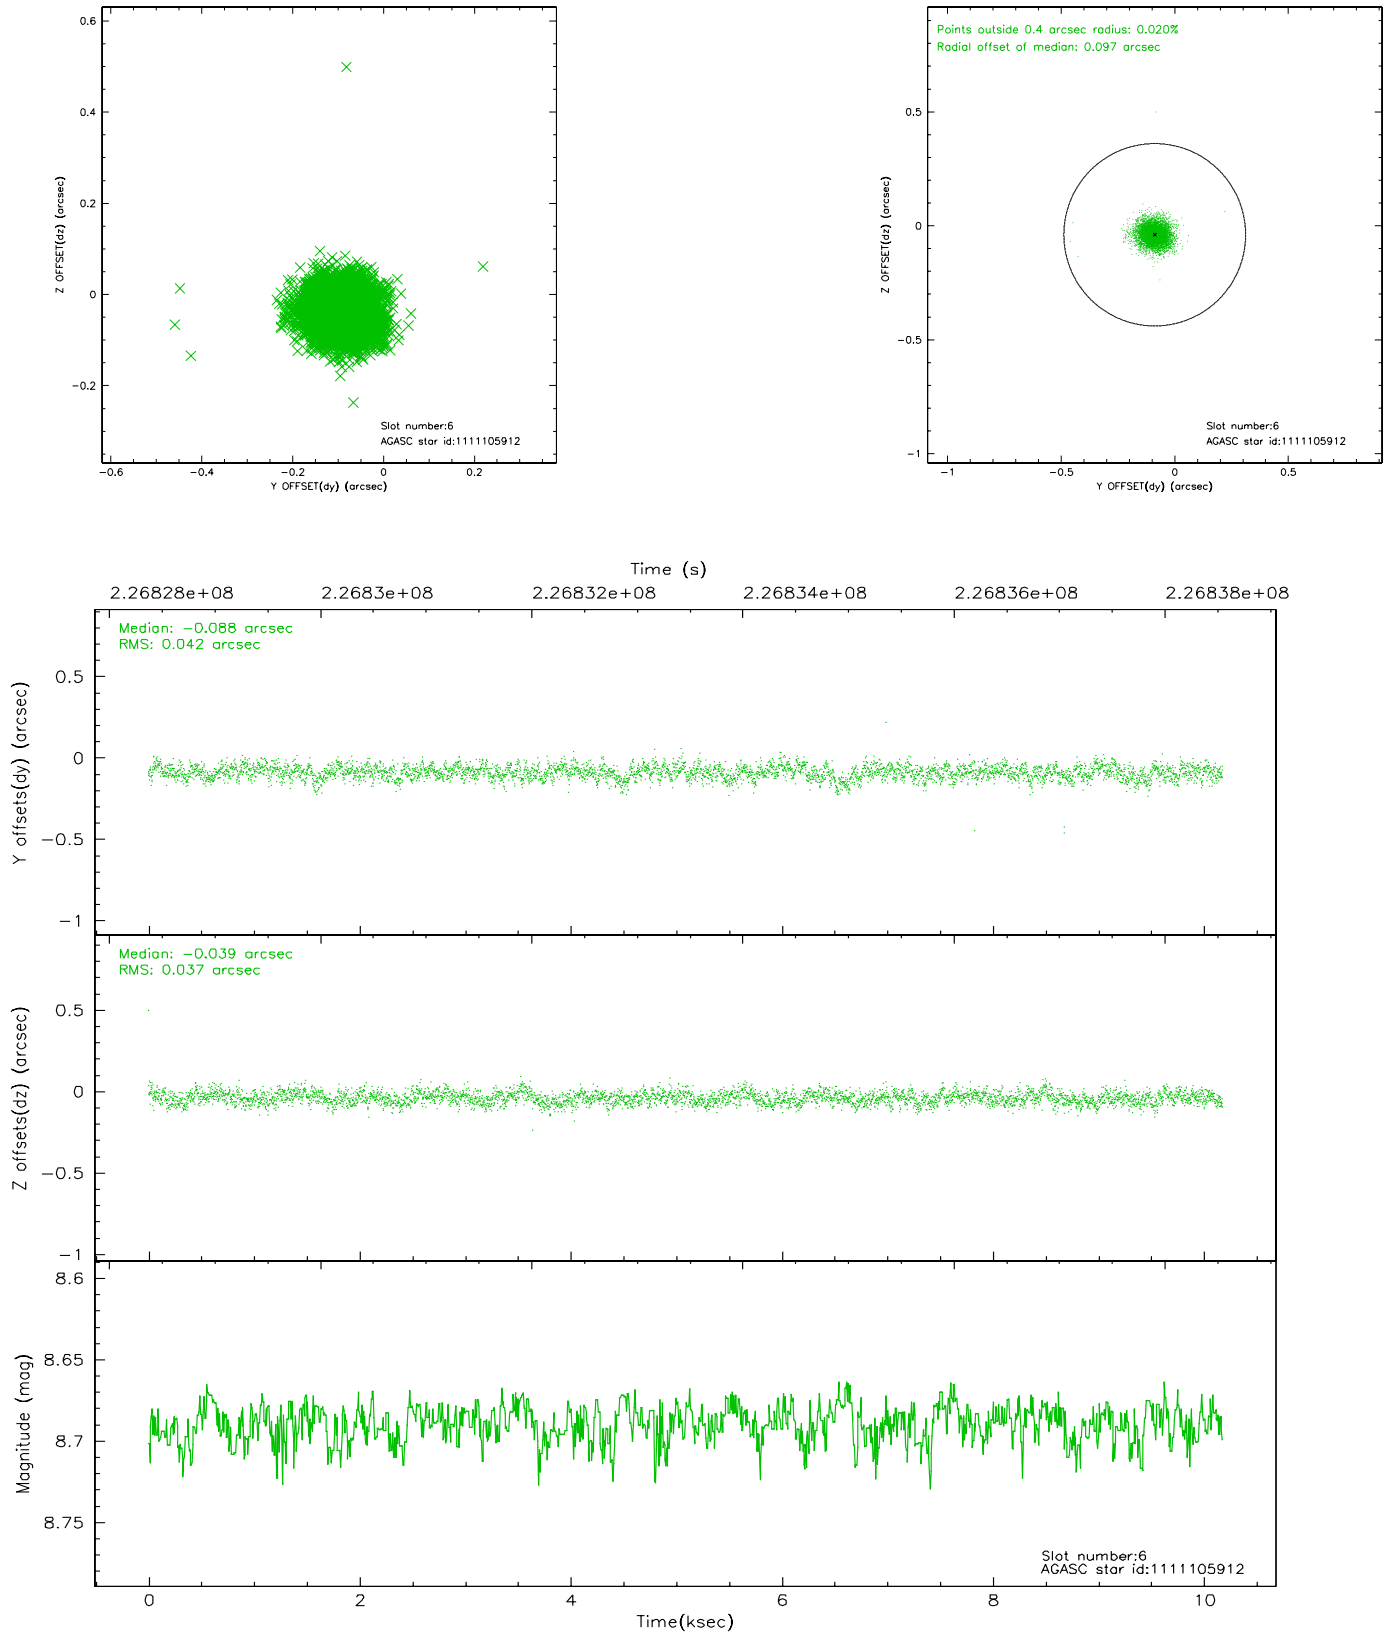 0.6
0.4
0.2
0
−0.2
Z OFFSET(dz) (arcsec)
Slot number:6
AGASC star id:1111105912
−0.6
−0.4
−0.2
0
0.2
Y OFFSET(dy) (arcsec)
Points outside 0.4 arcsec radius: 0.020%
Radial offset of median: 0.097 arcsec
0.5
0
−0.5
−1
Z OFFSET(dz) (arcsec)
Slot number:6
AGASC star id:1111105912
−1
−0.5
0
0.5
Y OFFSET(dy) (arcsec)
Time (s)
2.26828e+08
2.2683e+08
2.26832e+08
2.26834e+08
2.26836e+08
2.26838e+08
Median: −0.088 arcsec
RMS: 0.042 arcsec
0.5
0
−0.5
−1
Y offsets(dy) (arcsec)
Median: −0.039 arcsec
RMS: 0.037 arcsec
0.5
0
−0.5
−1
Z offsets(dz) (arcsec)
8.6
8.65
8.7
8.75
Magnitude (mag)
Slot number:6
AGASC star id:1111105912
0
2
4
6
8
10
Time(ksec)